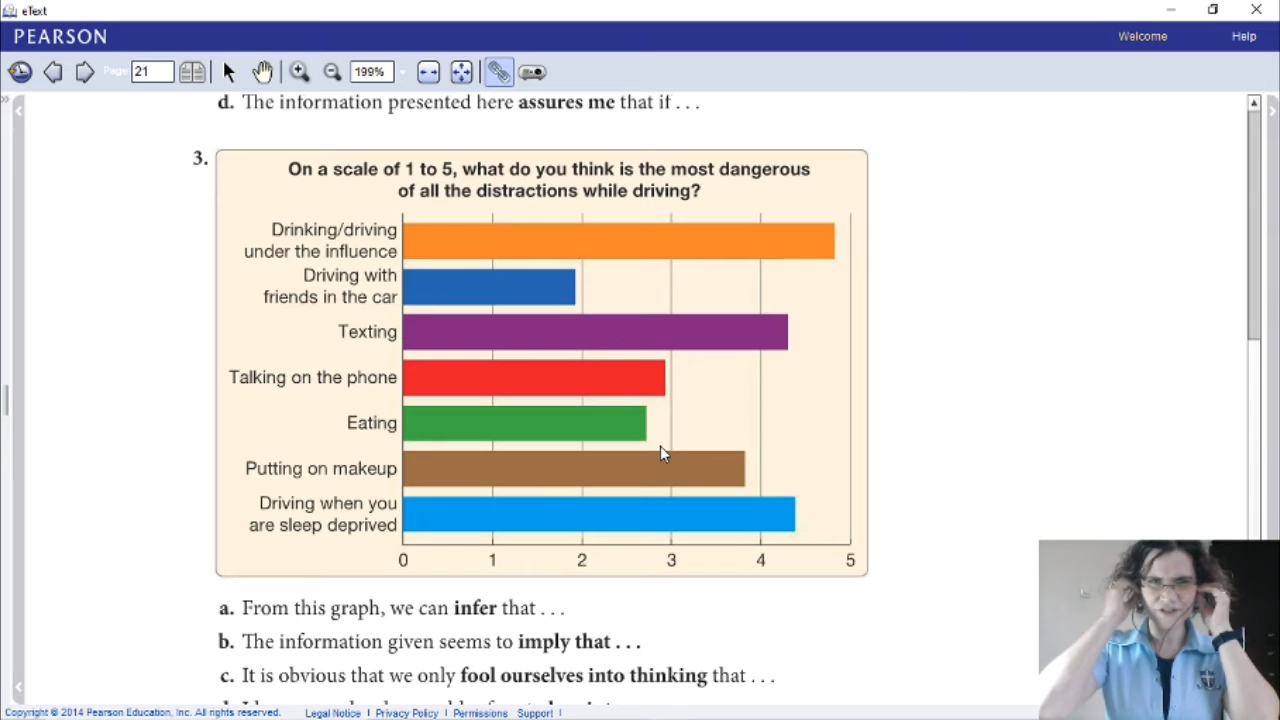 eText
PEARSON
Welcome
Help
Page
21
199%
d. The information presented here assures me that if . . .
3.
On a scale of 1 to 5, what do you think is the most dangerous
of all the distractions while driving?
Drinking/driving
under the influence
Driving with
friends in the car
Texting
Talking on the phone
Eating
Putting on makeup
Driving when you
are sleep deprived
0 1 2 3 4 5
a. From this graph, we can infer that . . .
b. The information given seems to imply that . . .
c. It is obvious that we only fool ourselves into thinking that . . .
Copyright © 2014 Pearson Education, Inc. All rights reserved. Legal Notice | Privacy Policy | Permissions Support |